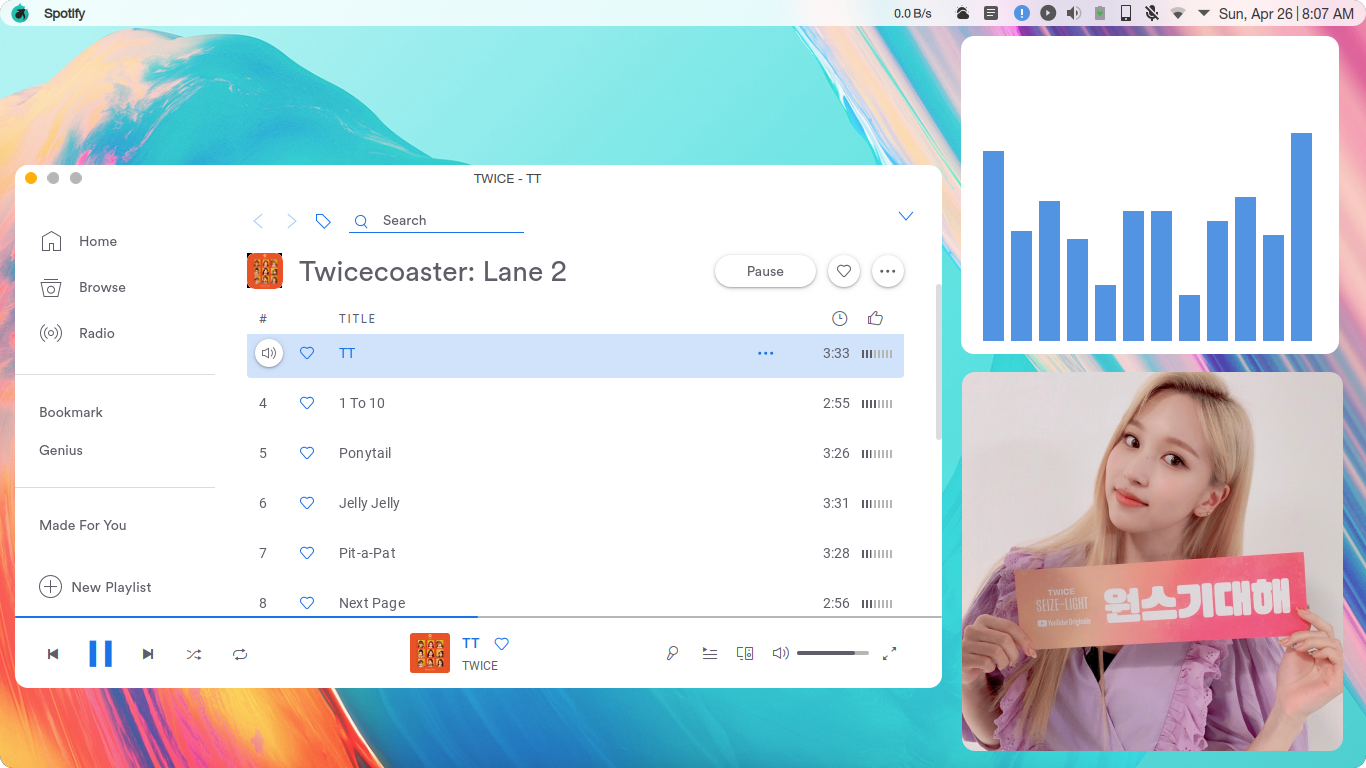 Spotify
0.0 B/s
Sun, Apr 26 | 8:07 AM
TWICE - TT
Search
Home
Browse
Radio
Bookmark
Genius
Made For You
New Playlist
Twicecoaster: Lane 2
Pause
# TITLE
TT 3:33
4 1 To 10 2:55
5 Ponytail 3:26
6 Jelly Jelly 3:31
7 Pit-a-Pat 3:28
8 Next Page 2:56
TT
TWICE
TWICE
SEIZE-LIGHT
YouTube Originals
원스기대해